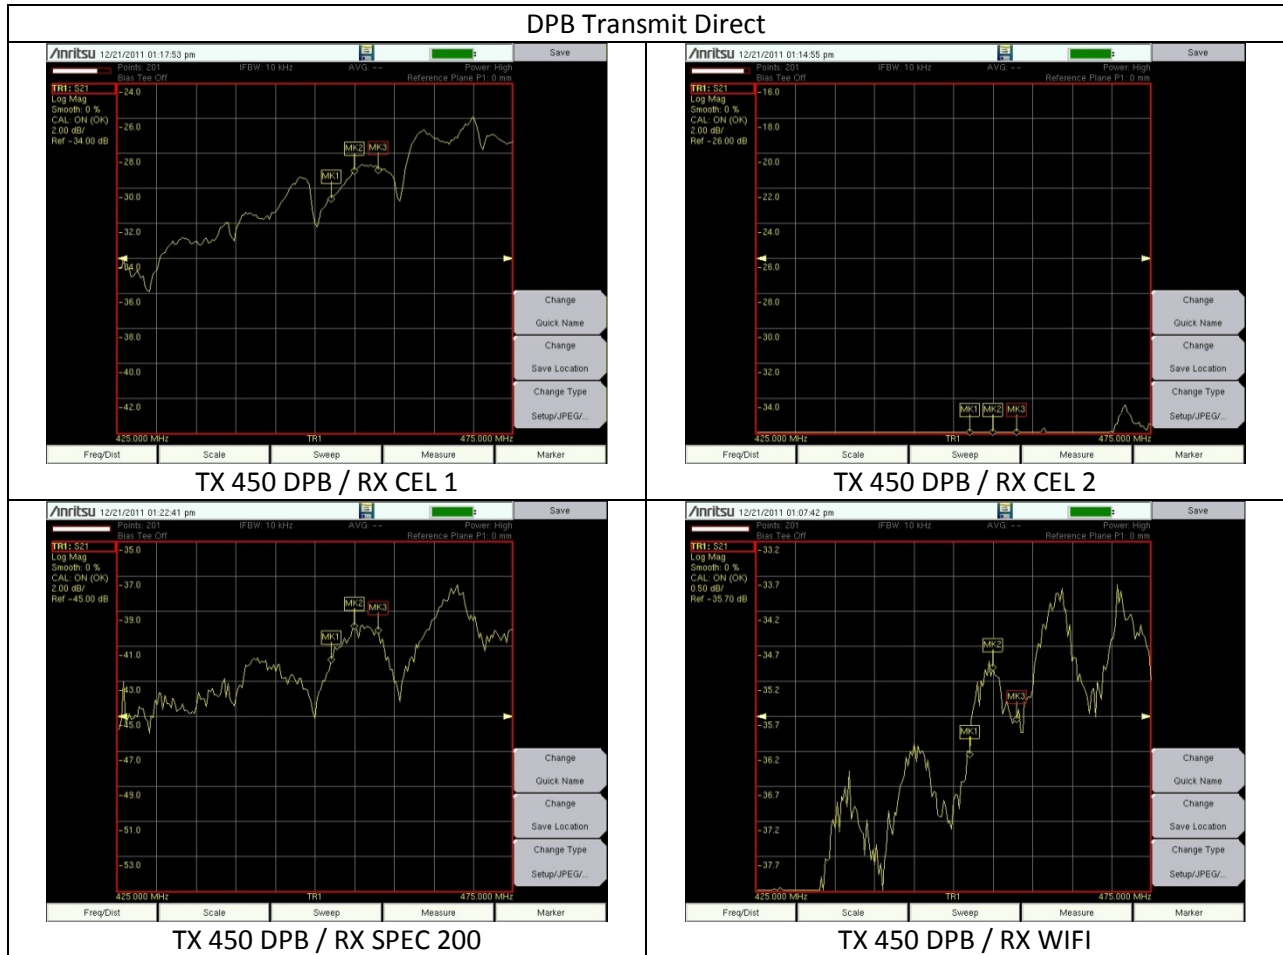 DPB Transmit Direct
Anritsu 12/21/2011 01:17:53 pm
Save
Points: 201 IFBW: 10 kHz AVG: -- Power: High
Bias Tee Off Reference Plane P1: 0 mm
TR1: S21
Log Mag
Smooth: 0 %
CAL: ON (OK)
2.00 dB/
Ref -34.00 dB
-24.0
-26.0
-28.0
-30.0
-32.0
-34.0
-36.0
-38.0
-40.0
-42.0
MK1
MK2
MK3
425.000 MHz TR1 475.000 MHz
Change
Quick Name
Change
Save Location
Change Type
Setup/JPEG/...
Freq/Dist Scale Sweep Measure Marker
TX 450 DPB / RX CEL 1
Anritsu 12/21/2011 01:14:55 pm
Save
Points: 201 IFBW: 10 kHz AVG: -- Power: High
Bias Tee Off Reference Plane P1: 0 mm
TR1: S21
Log Mag
Smooth: 0 %
CAL: ON (OK)
2.00 dB/
Ref -26.00 dB
-16.0
-18.0
-20.0
-22.0
-24.0
-26.0
-28.0
-30.0
-32.0
-34.0
MK1 MK2 MK3
425.000 MHz TR1 475.000 MHz
Change
Quick Name
Change
Save Location
Change Type
Setup/JPEG/...
Freq/Dist Scale Sweep Measure Marker
TX 450 DPB / RX CEL 2
Anritsu 12/21/2011 01:22:41 pm
Save
Points: 201 IFBW: 10 kHz AVG: -- Power: High
Bias Tee Off Reference Plane P1: 0 mm
TR1: S21
Log Mag
Smooth: 0 %
CAL: ON (OK)
2.00 dB/
Ref -45.00 dB
-35.0
-37.0
-39.0
-41.0
-43.0
-45.0
-47.0
-49.0
-51.0
-53.0
MK1
MK2
MK3
425.000 MHz TR1 475.000 MHz
Change
Quick Name
Change
Save Location
Change Type
Setup/JPEG/...
Freq/Dist Scale Sweep Measure Marker
TX 450 DPB / RX SPEC 200
Anritsu 12/21/2011 01:07:42 pm
Save
Points: 201 IFBW: 10 kHz AVG: -- Power: High
Bias Tee Off Reference Plane P1: 0 mm
TR1: S21
Log Mag
Smooth: 0 %
CAL: ON (OK)
0.50 dB/
Ref -35.70 dB
-33.2
-33.7
-34.2
-34.7
-35.2
-35.7
-36.2
-36.7
-37.2
-37.7
MK1
MK2
MK3
425.000 MHz TR1 475.000 MHz
Change
Quick Name
Change
Save Location
Change Type
Setup/JPEG/...
Freq/Dist Scale Sweep Measure Marker
TX 450 DPB / RX WIFI